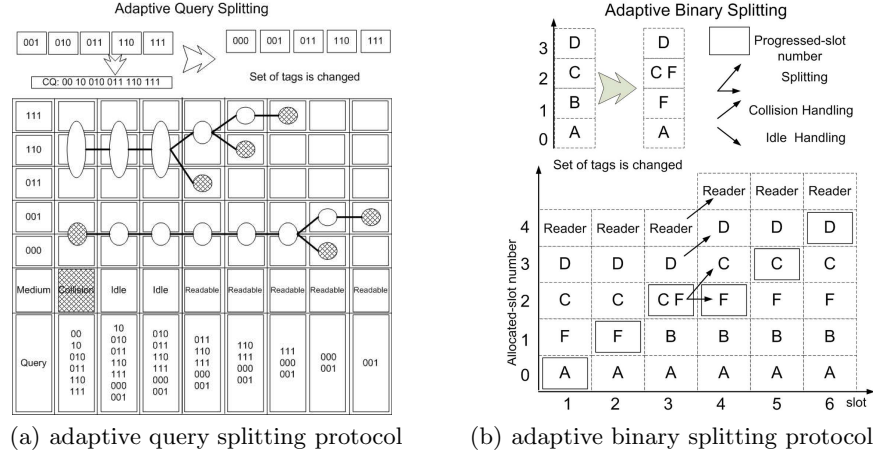 Adaptive Query Splitting
001 010 011 110 111
000 001 011 110 111
CQ: 00 10 010 011 110 111
Set of tags is changed
111
110
011
001
000
Medium Collision Idle Idle Readable Readable Readable Readable Readable
Query
00
10
010
011
110
111
10
010
011
110
111
000
001
010
011
110
111
000
001
011
110
111
000
001
110
111
000
001
111
000
001
000
001
001
(a) adaptive query splitting protocol
Adaptive Binary Splitting
3 D D
2 C C F
1 B F
0 A A
Progressed-slot
number
Splitting
Collision Handling
Idle Handling
Set of tags is changed
Allocated-slot number
Reader Reader Reader
4 Reader Reader Reader D D D
3 D D D C C C
2 C C C F F F F
1 F F B B B B
0 A A A A A A
1 2 3 4 5 6 slot
(b) adaptive binary splitting protocol